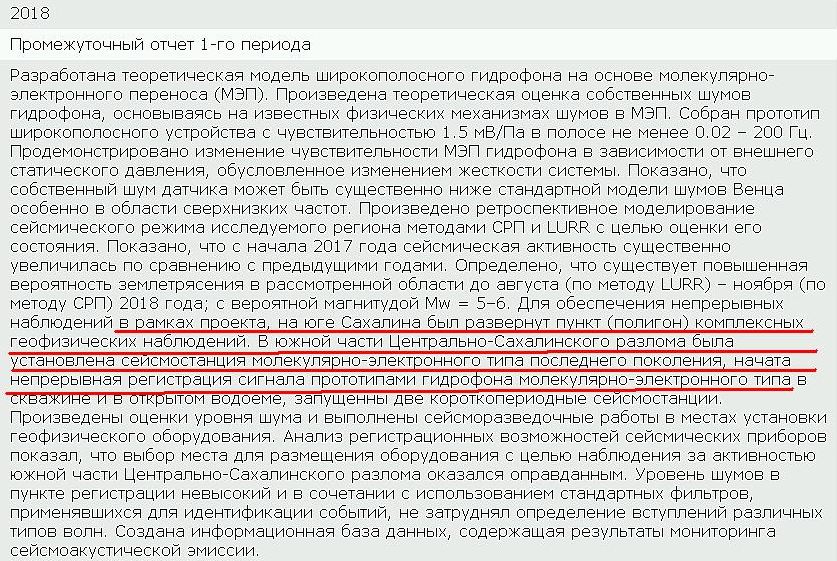 2018
Промежуточный отчет 1-го периода
Разработана теоретическая модель широкополосного гидрофона на основе молекулярно-
электронного переноса (МЭП). Произведена теоретическая оценка собственных шумов
гидрофона, основываясь на известных физических механизмах шумов в МЭП. Собран прототип
широкополосного устройства с чувствительностью 1.5 мВ/Па в полосе не менее 0.02 – 200 Гц.
Продемонстрировано изменение чувствительности МЭП гидрофона в зависимости от внешнего
статического давления, обусловленное изменением жесткости системы. Показано, что
собственный шум датчика может быть существенно ниже стандартной модели шумов Венца
особенно в области сверхнизких частот. Произведено ретроспективное моделирование
сейсмического режима исследуемого региона методами СРП и LURR с целью оценки его
состояния. Показано, что с начала 2017 года сейсмическая активность существенно
увеличилась по сравнению с предыдущими годами. Определено, что существует повышенная
вероятность землетрясения в рассмотренной области до августа (по методу LURR) – ноября (по
методу СРП) 2018 года; с вероятной магнитудой Mw = 5–6. Для обеспечения непрерывных
наблюдений в рамках проекта, на юге Сахалина был развернут пункт (полигон) комплексных
геофизических наблюдений. В южной части Центрально-Сахалинского разлома была
установлена сейсмостанция молекулярно-электронного типа последнего поколения, начата
непрерывная регистрация сигнала прототипами гидрофона молекулярно-электронного типа в
скважине и в открытом водоеме, запущенны две короткопериодные сейсмостанции.
Произведены оценки уровня шума и выполнены сейсморазведочные работы в местах установки
геофизического оборудования. Анализ регистрационных возможностей сейсмических приборов
показал, что выбор места для размещения оборудования с целью наблюдения за активностью
южной части Центрально-Сахалинского разлома оказался оправданным. Уровень шумов в
пункте регистрации невысокий и в сочетании с использованием стандартных фильтров,
применявшихся для идентификации событий, не затруднял определение вступлений различных
типов волн. Создана информационная база данных, содержащая результаты мониторинга
сейсмоакустической эмиссии.